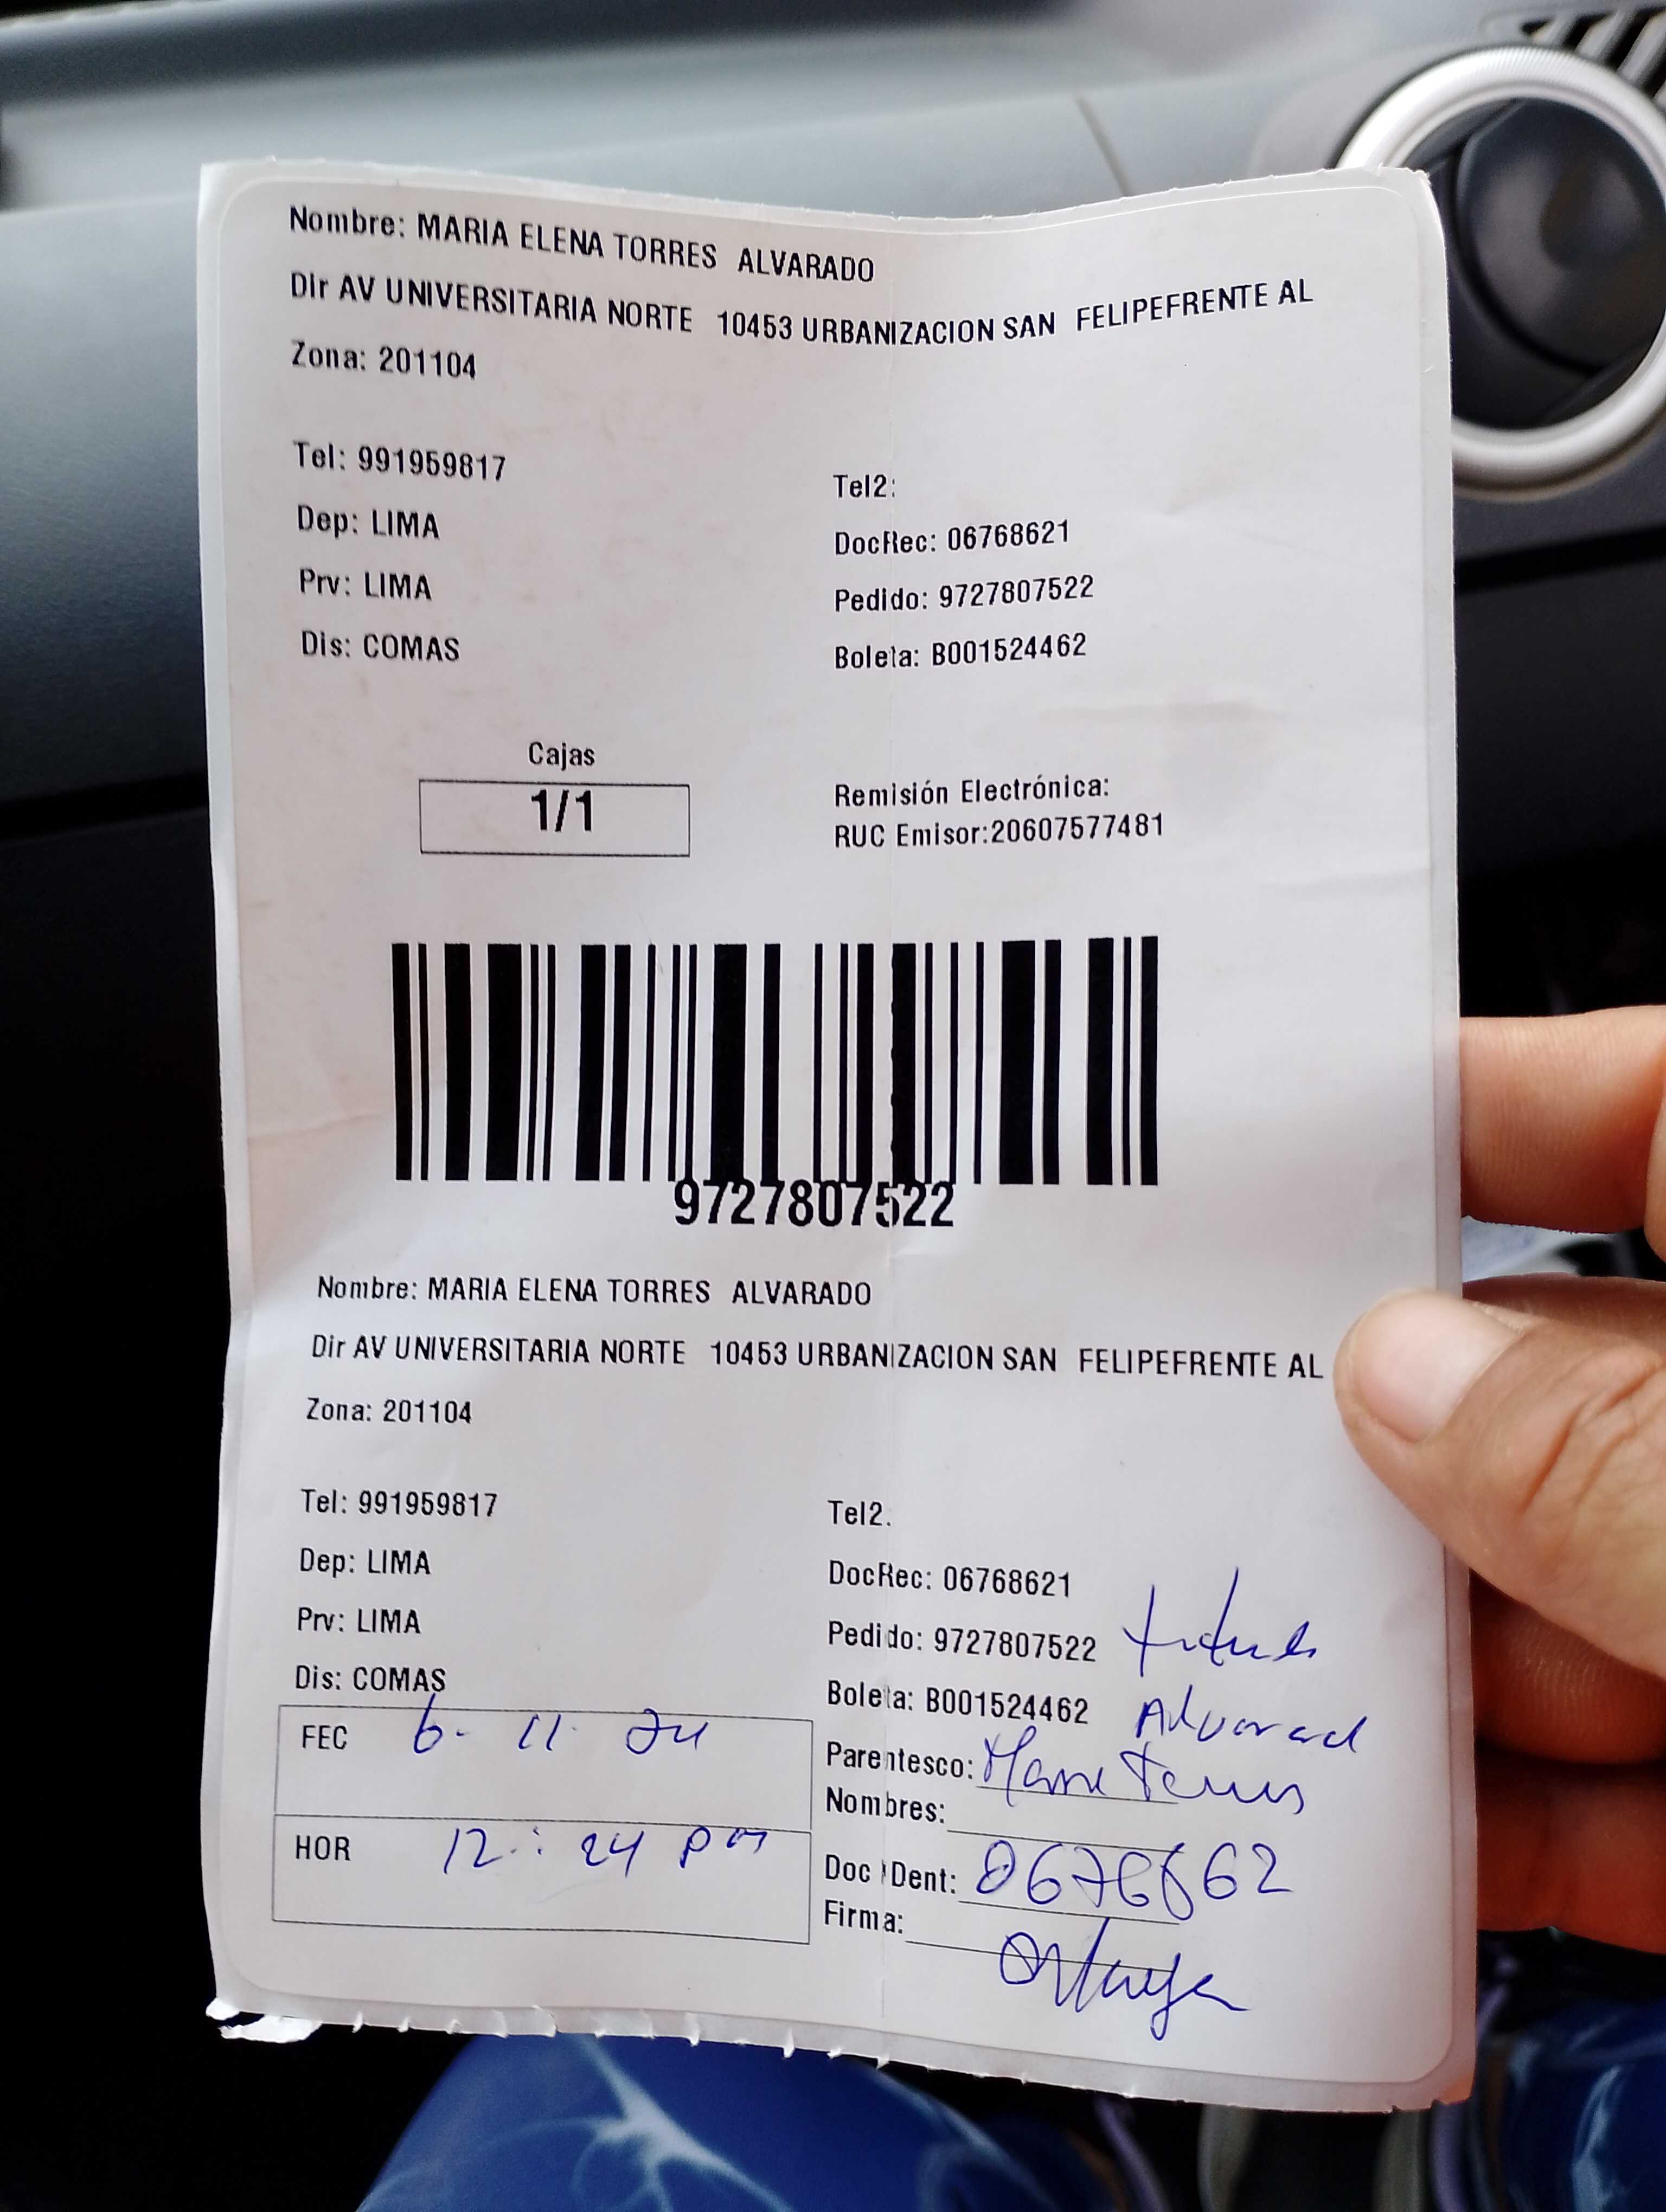 Nombre: MARIA ELENA TORRES ALVARADO
Dir AV UNIVERSITARIA NORTE 10453 URBANIZACION SAN FELIPEFRENTE AL
Zona: 201104
Tel: 991959817
Tel2:
Dep: LIMA
DocRec: 06768621
Prv: LIMA
Pedido: 9727807522
Dis: COMAS
Boleta: B001524462
Cajas
1/1
Remisión Electrónica:
RUC Emisor:20607577481
9727807522
Nombre: MARIA ELENA TORRES ALVARADO
Dir AV UNIVERSITARIA NORTE 10453 URBANIZACION SAN FELIPEFRENTE AL
Zona: 201104
Tel: 991959817
Tel2:
Dep: LIMA
DocRec: 06768621
Prv: LIMA
Pedido: 9727807522
Dis: COMAS
Boleta: B001524462 Alvarad
FEC 6- 11 24
Parentesco:
Nombres:
HOR 12:24 pm
Doc Dent:
Firma: